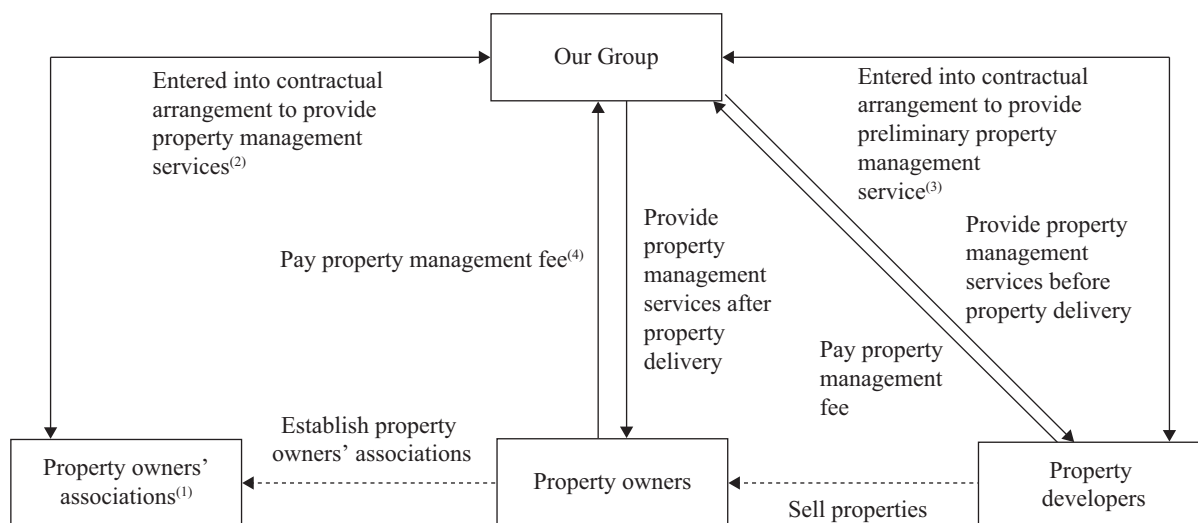 Our Group
Entered into contractual
arrangement to provide
property management
services(2)
Entered into contractual
arrangement to provide
preliminary property
management
service(3)
Pay property management fee(4)
Provide
property
management
services after
property
delivery
Provide property
management
services before
property delivery
Pay property
management
fee
Establish property
owners’ associations
Property owners’
associations(1)
Property owners
Sell properties
Property
developers